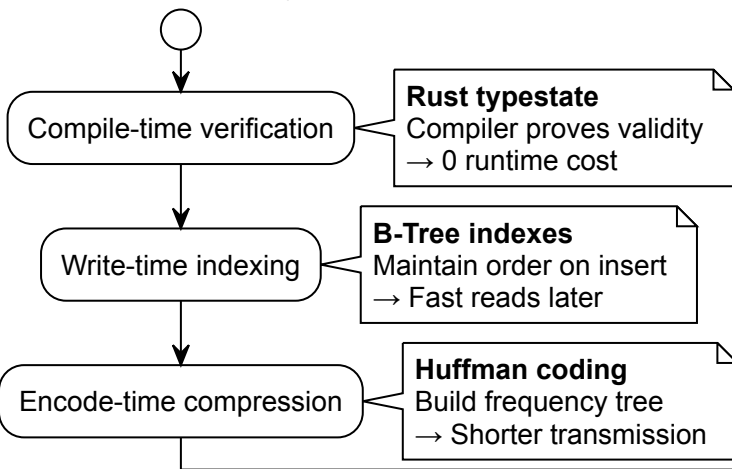 Compile-time verification
Rust typestate
Compiler proves validity
→ 0 runtime cost
Write-time indexing
B-Tree indexes
Maintain order on insert
→ Fast reads later
Encode-time compression
Huffman coding
Build frequency tree
→ Shorter transmission